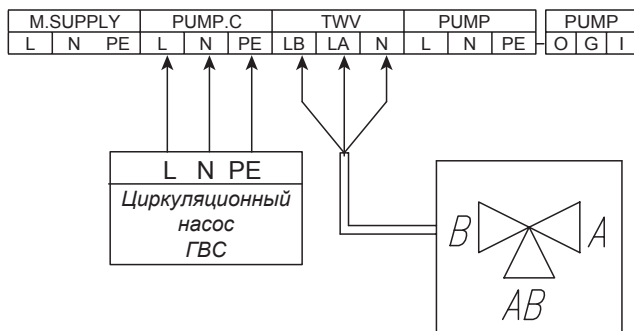 M.SUPPLY PUMP.C TWV PUMP PUMP
L N PE L N PE LB LA N L N PE O G I
L N PE
Циркуляционный
насос
ГВС
B A
AB